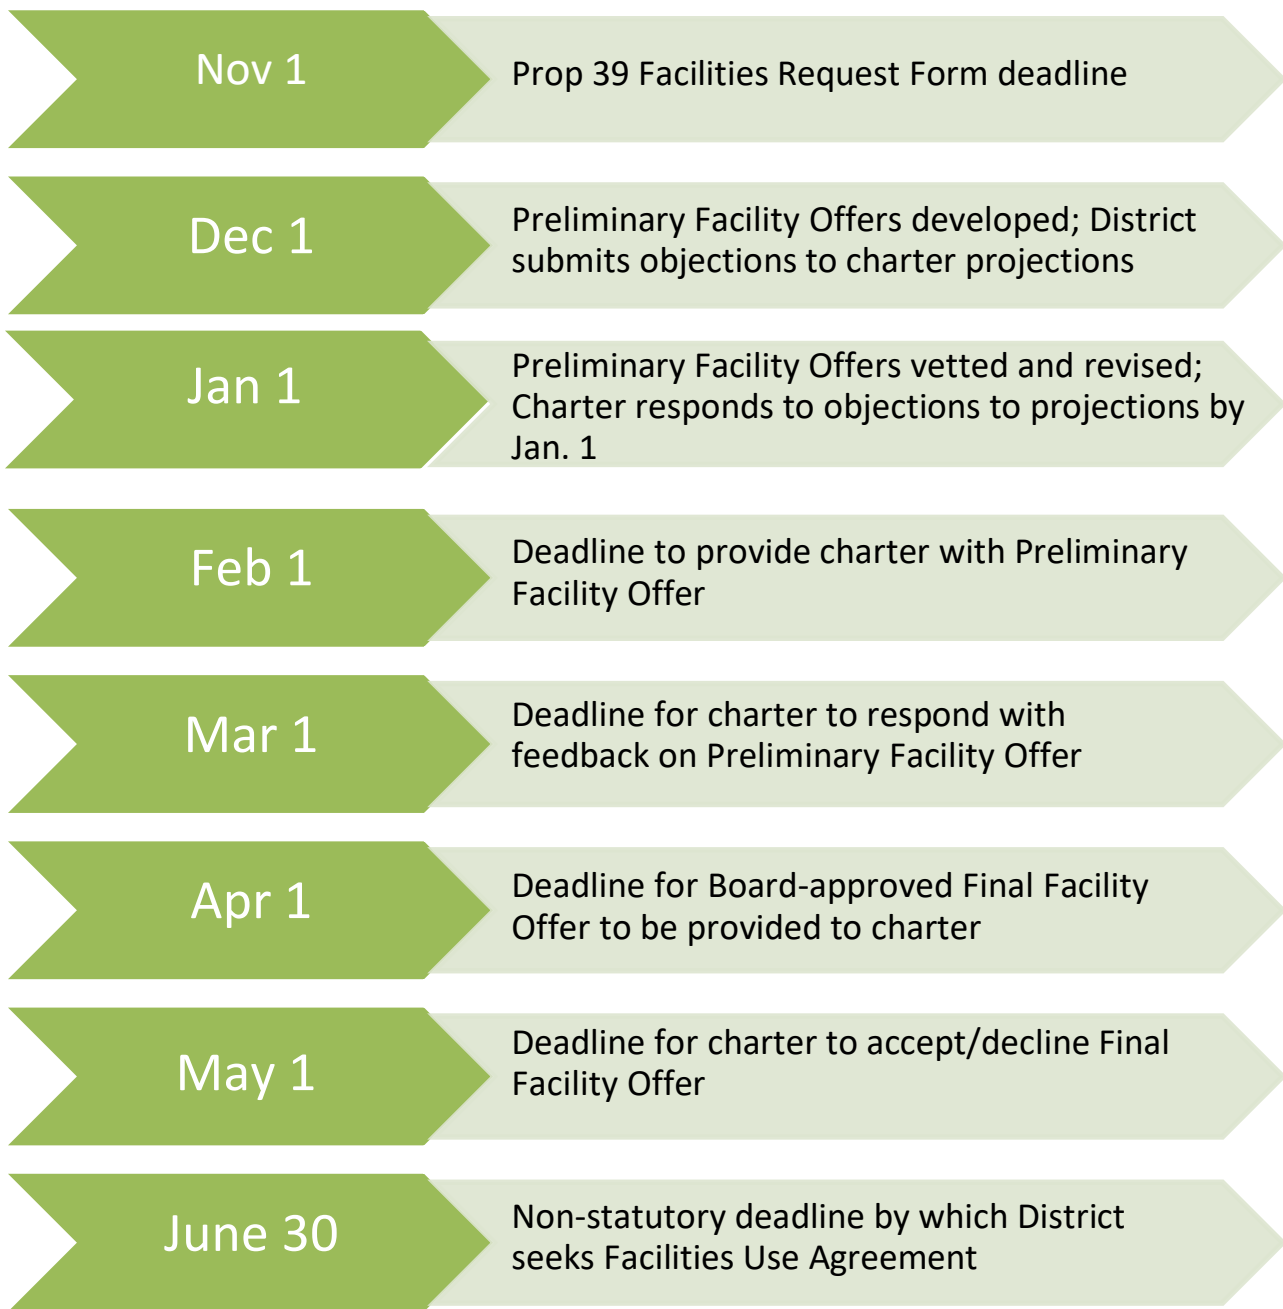 Nov 1
Prop 39 Facilities Request Form deadline
Dec 1
Preliminary Facility Offers developed; District
submits objections to charter projections
Jan 1
Preliminary Facility Offers vetted and revised;
Charter responds to objections to projections by
Jan. 1
Feb 1
Deadline to provide charter with Preliminary
Facility Offer
Mar 1
Deadline for charter to respond with
feedback on Preliminary Facility Offer
Apr 1
Deadline for Board-approved Final Facility
Offer to be provided to charter
May 1
Deadline for charter to accept/decline Final
Facility Offer
June 30
Non-statutory deadline by which District
seeks Facilities Use Agreement